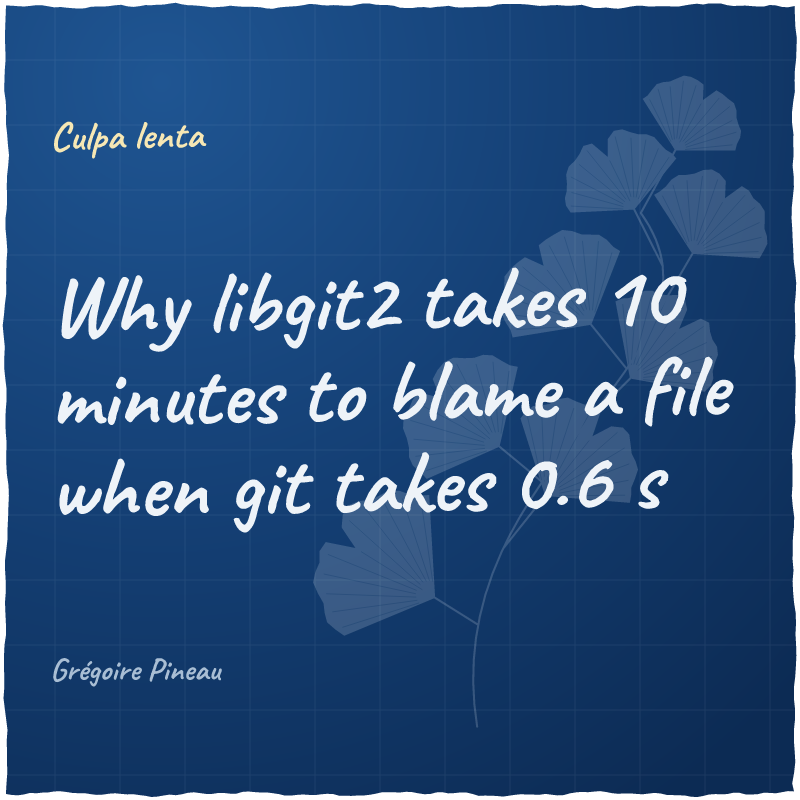 Culpa lenta
Why libgit2 takes 10
minutes to blame a file
when git takes 0.6 s
Grégoire Pineau